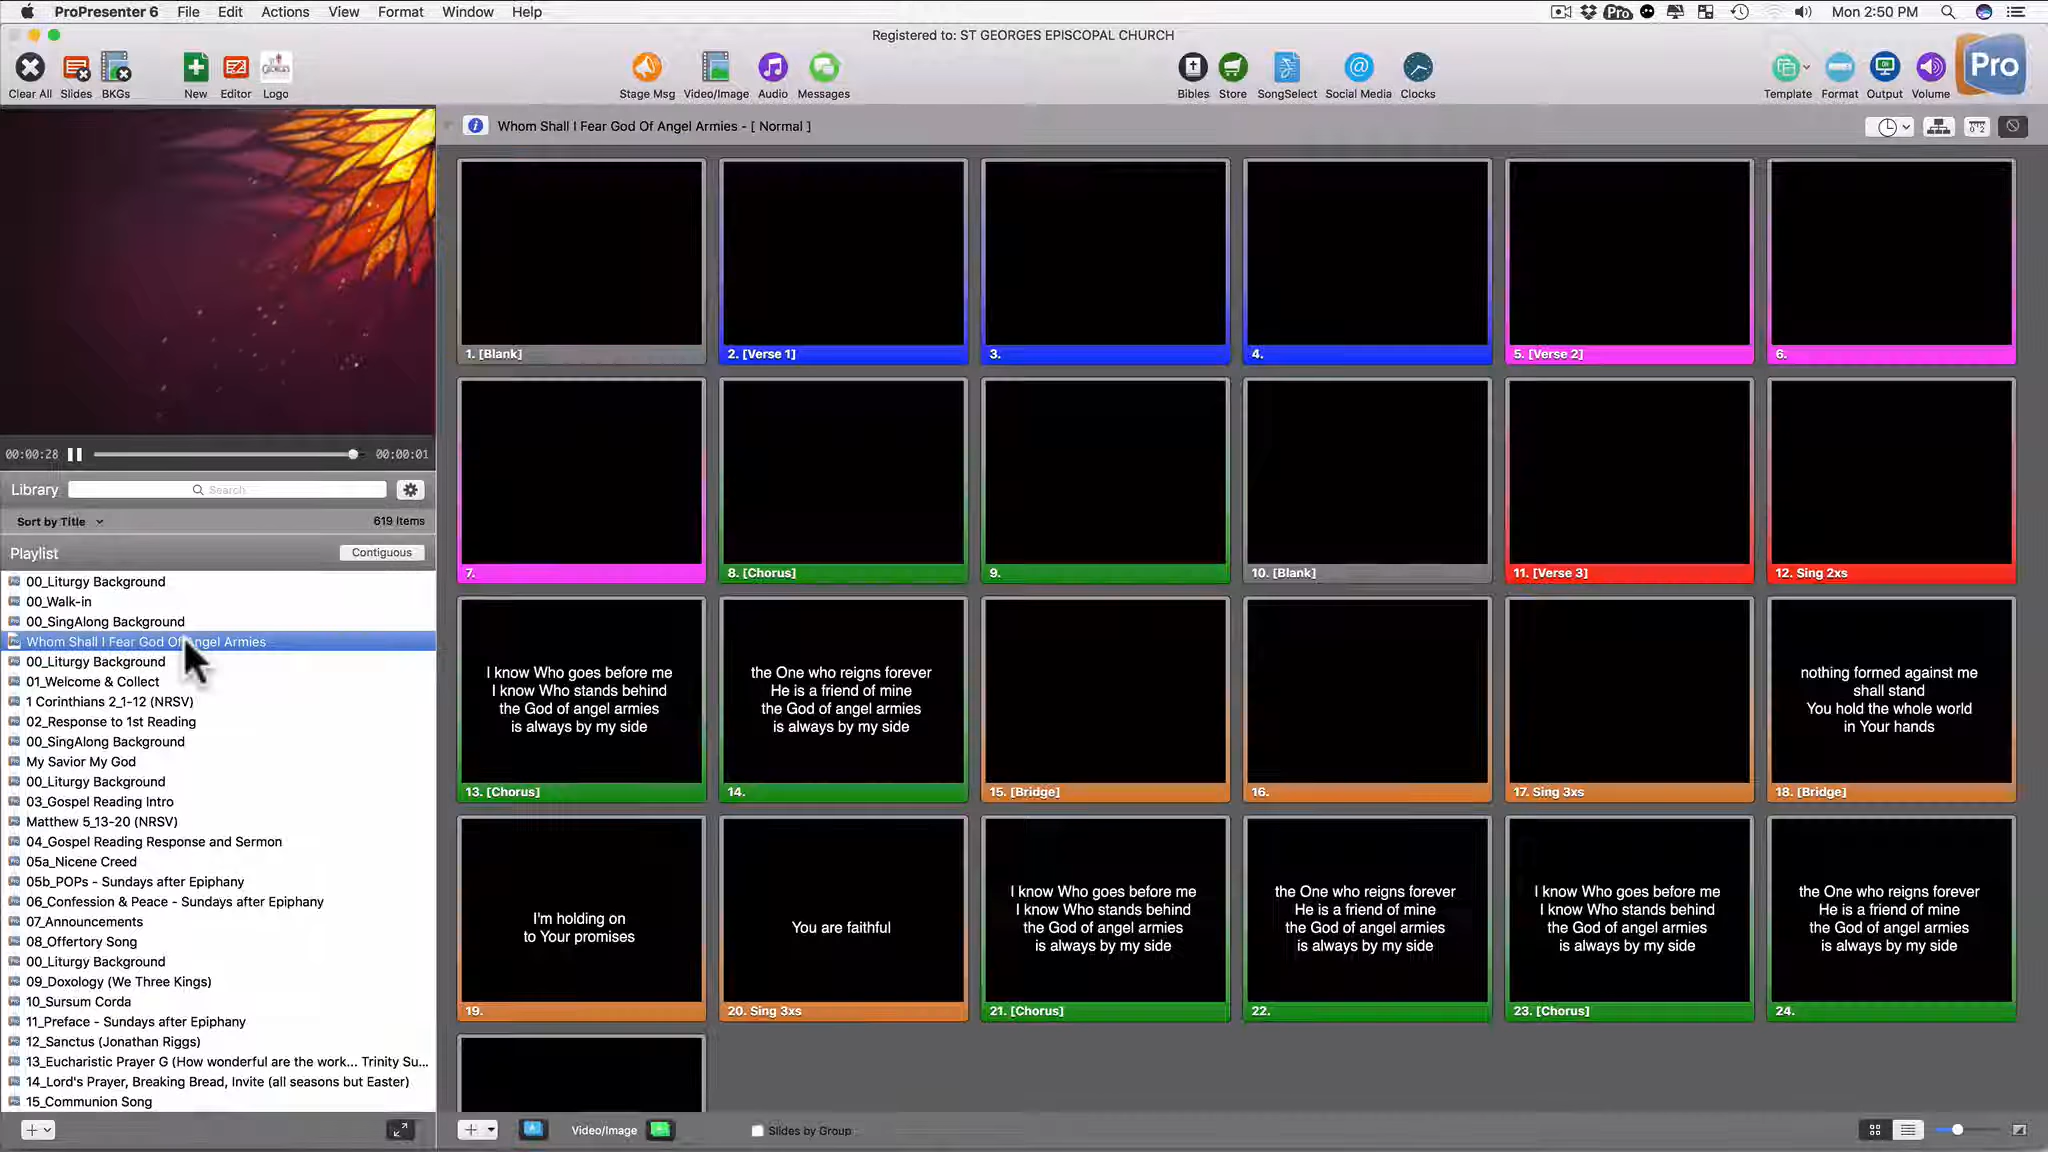 ProPresenter 6 File Edit Actions View Format Window Help Pro Mon 2:50 PM
Registered to: ST GEORGES EPISCOPAL CHURCH
Clear All Slides BKGs New Editor Logo Stage Msg Video/Image Audio Messages Bibles Store SongSelect Social Media Clocks Template Format Output Volume Pro
Whom Shall I Fear God Of Angel Armies - [ Normal ]
00:00:28 00:00:01
Library Search
Sort by Title 619 Items
Playlist Contiguous
00_Liturgy Background
00_Walk-in
00_SingAlong Background
Whom Shall I Fear God Of Angel Armies
00_Liturgy Background
01_Welcome & Collect
1 Corinthians 2_1-12 (NRSV)
02_Response to 1st Reading
00_SingAlong Background
My Savior My God
00_Liturgy Background
03_Gospel Reading Intro
Matthew 5_13-20 (NRSV)
04_Gospel Reading Response and Sermon
05a_Nicene Creed
05b_POPs - Sundays after Epiphany
06_Confession & Peace - Sundays after Epiphany
07_Announcements
08_Offertory Song
00_Liturgy Background
09_Doxology (We Three Kings)
10_Sursum Corda
11_Preface - Sundays after Epiphany
12_Sanctus (Jonathan Riggs)
13_Eucharistic Prayer G (How wonderful are the work... Trinity Su...
14_Lord's Prayer, Breaking Bread, Invite (all seasons but Easter)
15_Communion Song
1. [Blank]
2. [Verse 1]
3.
4.
5. [Verse 2]
6.
7.
8. [Chorus]
9.
10. [Blank]
11. [Verse 3]
12. Sing 2xs
I know Who goes before me
I know Who stands behind
the God of angel armies
is always by my side
13. [Chorus]
the One who reigns forever
He is a friend of mine
the God of angel armies
is always by my side
14.
15. [Bridge]
16.
17. Sing 3xs
nothing formed against me
shall stand
You hold the whole world
in Your hands
18. [Bridge]
I'm holding on
to Your promises
19.
You are faithful
20. Sing 3xs
I know Who goes before me
I know Who stands behind
the God of angel armies
is always by my side
21. [Chorus]
the One who reigns forever
He is a friend of mine
the God of angel armies
is always by my side
22.
I know Who goes before me
I know Who stands behind
the God of angel armies
is always by my side
23. [Chorus]
the One who reigns forever
He is a friend of mine
the God of angel armies
is always by my side
24.
Video/Image Slides by Group